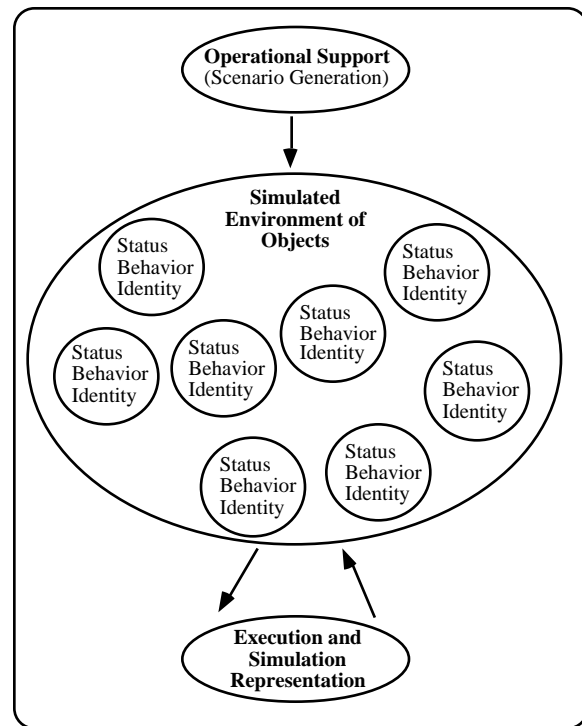 Operational Support
(Scenario Generation)
Simulated
Environment of
Objects
Status
Behavior
Identity
Status
Behavior
Identity
Status
Behavior
Identity
Status
Behavior
Identity
Status
Behavior
Identity
Status
Behavior
Identity
Status
Behavior
Identity
Status
Behavior
Identity
Execution and
Simulation
Representation